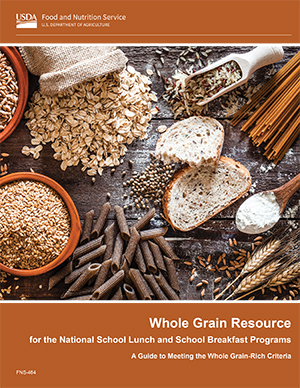 USDA Food and Nutrition Service
U.S. DEPARTMENT OF AGRICULTURE
Whole Grain Resource
for the National School Lunch and School Breakfast Programs
A Guide to Meeting the Whole Grain-Rich Criteria
FNS-464